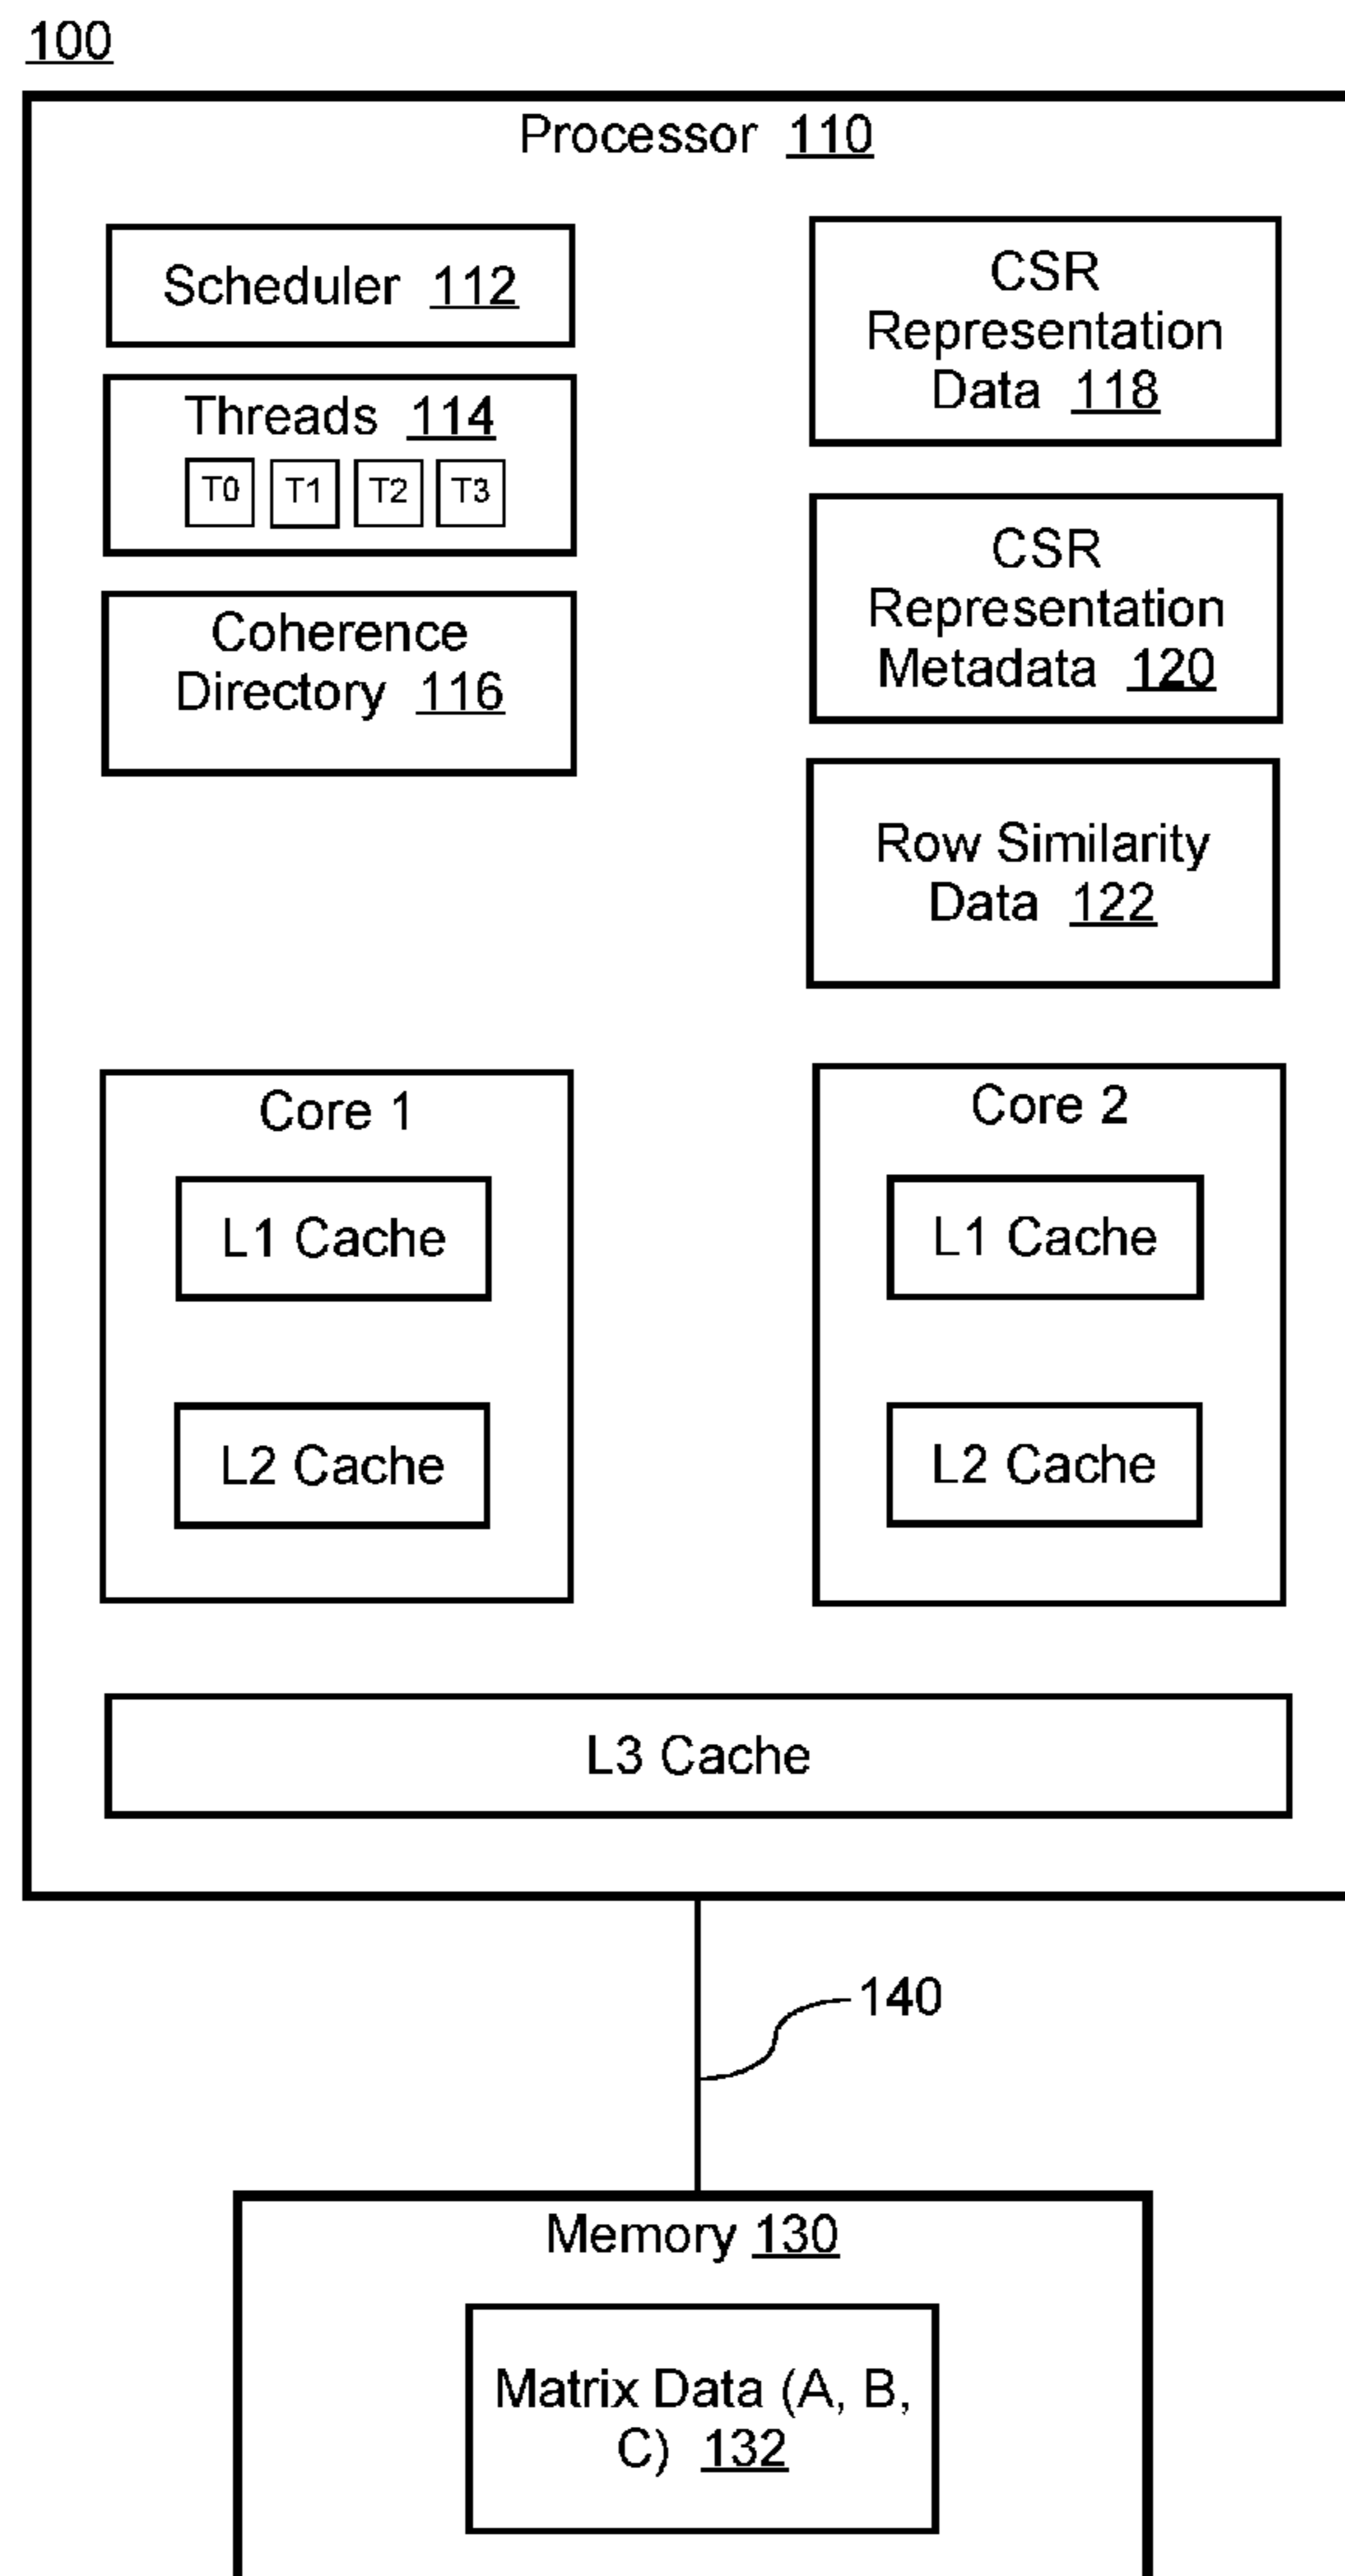 100
Processor 110
Scheduler 112
Threads 114
T0 T1 T2 T3
Coherence
Directory 116
CSR
Representation
Data 118
CSR
Representation
Metadata 120
Row Similarity
Data 122
Core 1
L1 Cache
L2 Cache
Core 2
L1 Cache
L2 Cache
L3 Cache
140
Memory 130
Matrix Data (A, B,
C) 132